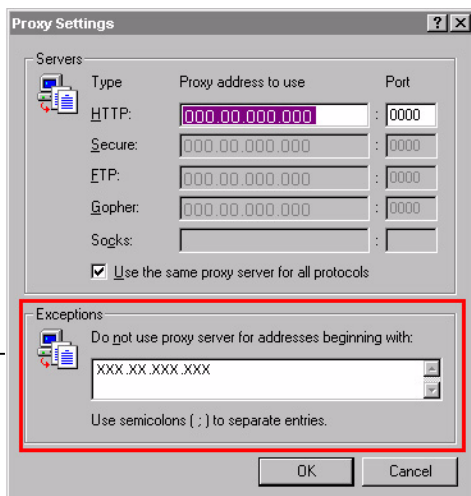 Proxy Settings
Servers
Type Proxy address to use Port
HTTP: 000.00.000.000 : 0000
Secure: 000.00.000.000 : 0000
FTP: 000.00.000.000 : 0000
Gopher: 000.00.000.000 : 0000
Socks: :
Use the same proxy server for all protocols
Exceptions
Do not use proxy server for addresses beginning with:
XXX.XX.XXX.XXX
Use semicolons ( ; ) to separate entries.
OK Cancel